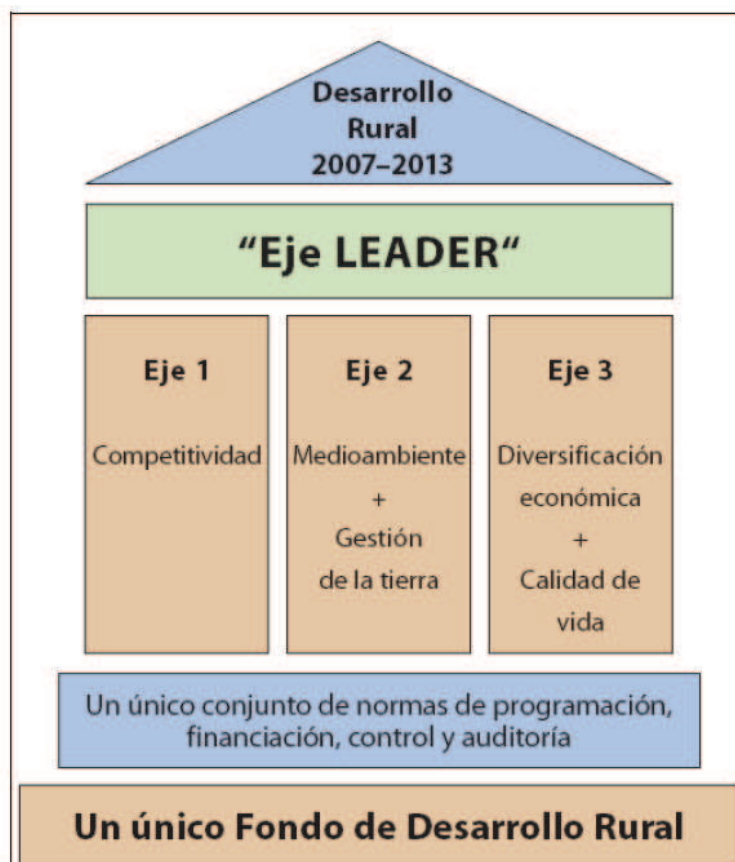 Desarrollo
Rural
2007–2013
“Eje LEADER“
Eje 1
Competitividad
Eje 2
Medioambiente
+
Gestión
de la tierra
Eje 3
Diversificación
económica
+
Calidad de
vida
Un único conjunto de normas de programación,
financiación, control y auditoría
Un único Fondo de Desarrollo Rural